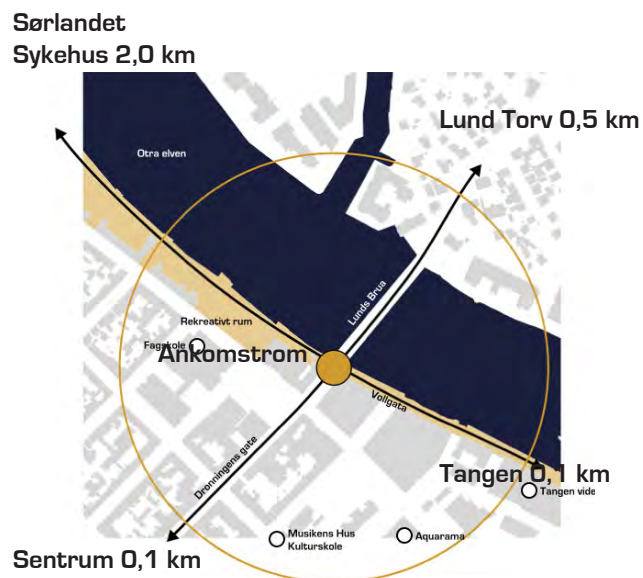 Sørlandet
Sykehus 2,0 km
Lund Torv 0,5 km
Otra elven
Lunds Brua
Rekreativt rum
Fagskole
Ankomstrom
Vollgata
Dronningens gate
Tangen 0,1 km
Tangen vide
Musikens Hus
Kulturskole
Aquarama
Sentrum 0,1 km